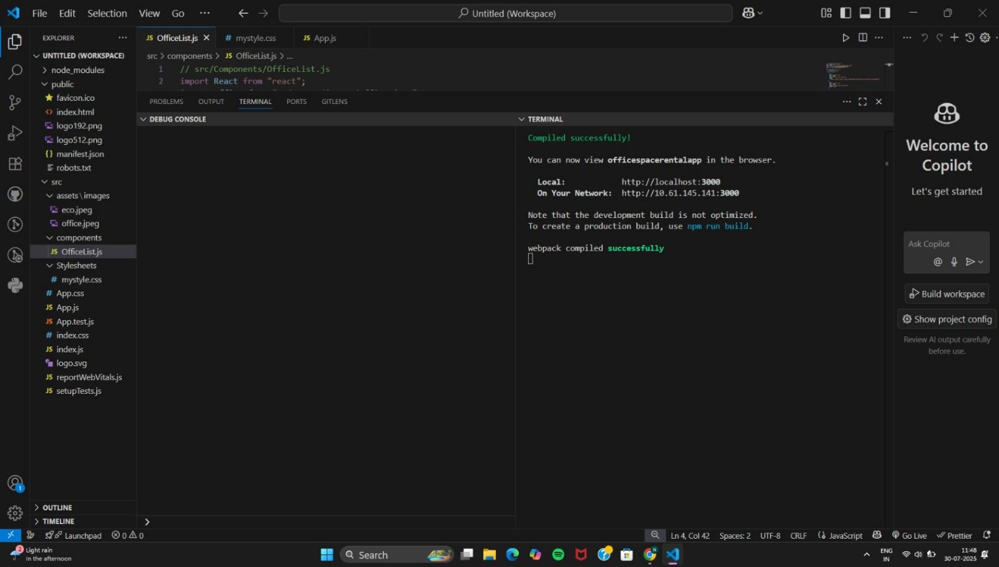 File Edit Selection View Go ···
Untitled (Workspace)
EXPLORER
UNTITLED (WORKSPACE)
node_modules
public
favicon.ico
index.html
logo192.png
logo512.png
manifest.json
robots.txt
src
assets\images
eco.jpeg
office.jpeg
components
JS OfficeList.js
Stylesheets
# mystyle.css
# App.css
JS App.js
JS App.test.js
# index.css
JS index.js
logo.svg
JS reportWebVitals.js
JS setupTests.js
OUTLINE
TIMELINE
JS OfficeList.js
# mystyle.css
JS App.js
src > components > JS OfficeList.js > ...
1 // src/Components/OfficeList.js
2 import React from "react";
PROBLEMS OUTPUT TERMINAL PORTS GITLENS
DEBUG CONSOLE
TERMINAL
Compiled successfully!
You can now view officespacerentalapp in the browser.
Local: http://localhost:3000
On Your Network: http://10.61.145.141:3000
Note that the development build is not optimized.
To create a production build, use npm run build.
webpack compiled successfully
Welcome to
Copilot
Let's get started
Ask Copilot
Build workspace
Show project config
Review AI output carefully
before use.
1
Launchpad 0 0
Ln 4, Col 42 Spaces: 2 UTF-8 CRLF JavaScript Go Live Prettier
2
Light rain
In the afternoon
Search
ENG
IN
11:48
30-07-2025